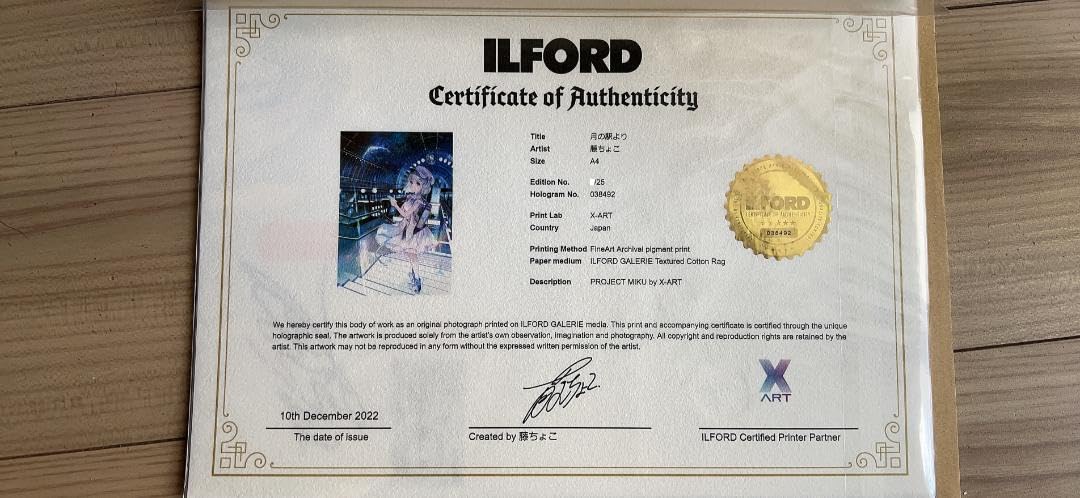 ILFORD
Certificate of Authenticity
Title 月の駅より
Artist 藤ちょこ
Size A4
Edition No. /25
Hologram No. 038492
Print Lab X-ART
Country Japan
Printing Method FineArt Archival pigment print
Paper medium ILFORD GALERIE Textured Cotton Rag
Description PROJECT MIKU by X-ART
ILFORD
CERTIFICATE OF AUTHENTICITY
038492
We hereby certify this body of work as an original photograph printed on ILFORD GALERIE media. This print and accompanying certificate is certified through the unique
holographic seal. The artwork is produced solely from the artist's own observation, imagination and photography. All copyright and reproduction rights are retained by the
artist. This artwork may not be reproduced in any form without the expressed written permission of the artist.
藤ちょこ
X
ART
10th December 2022
The date of issue
Created by 藤ちょこ
ILFORD Certified Printer Partner